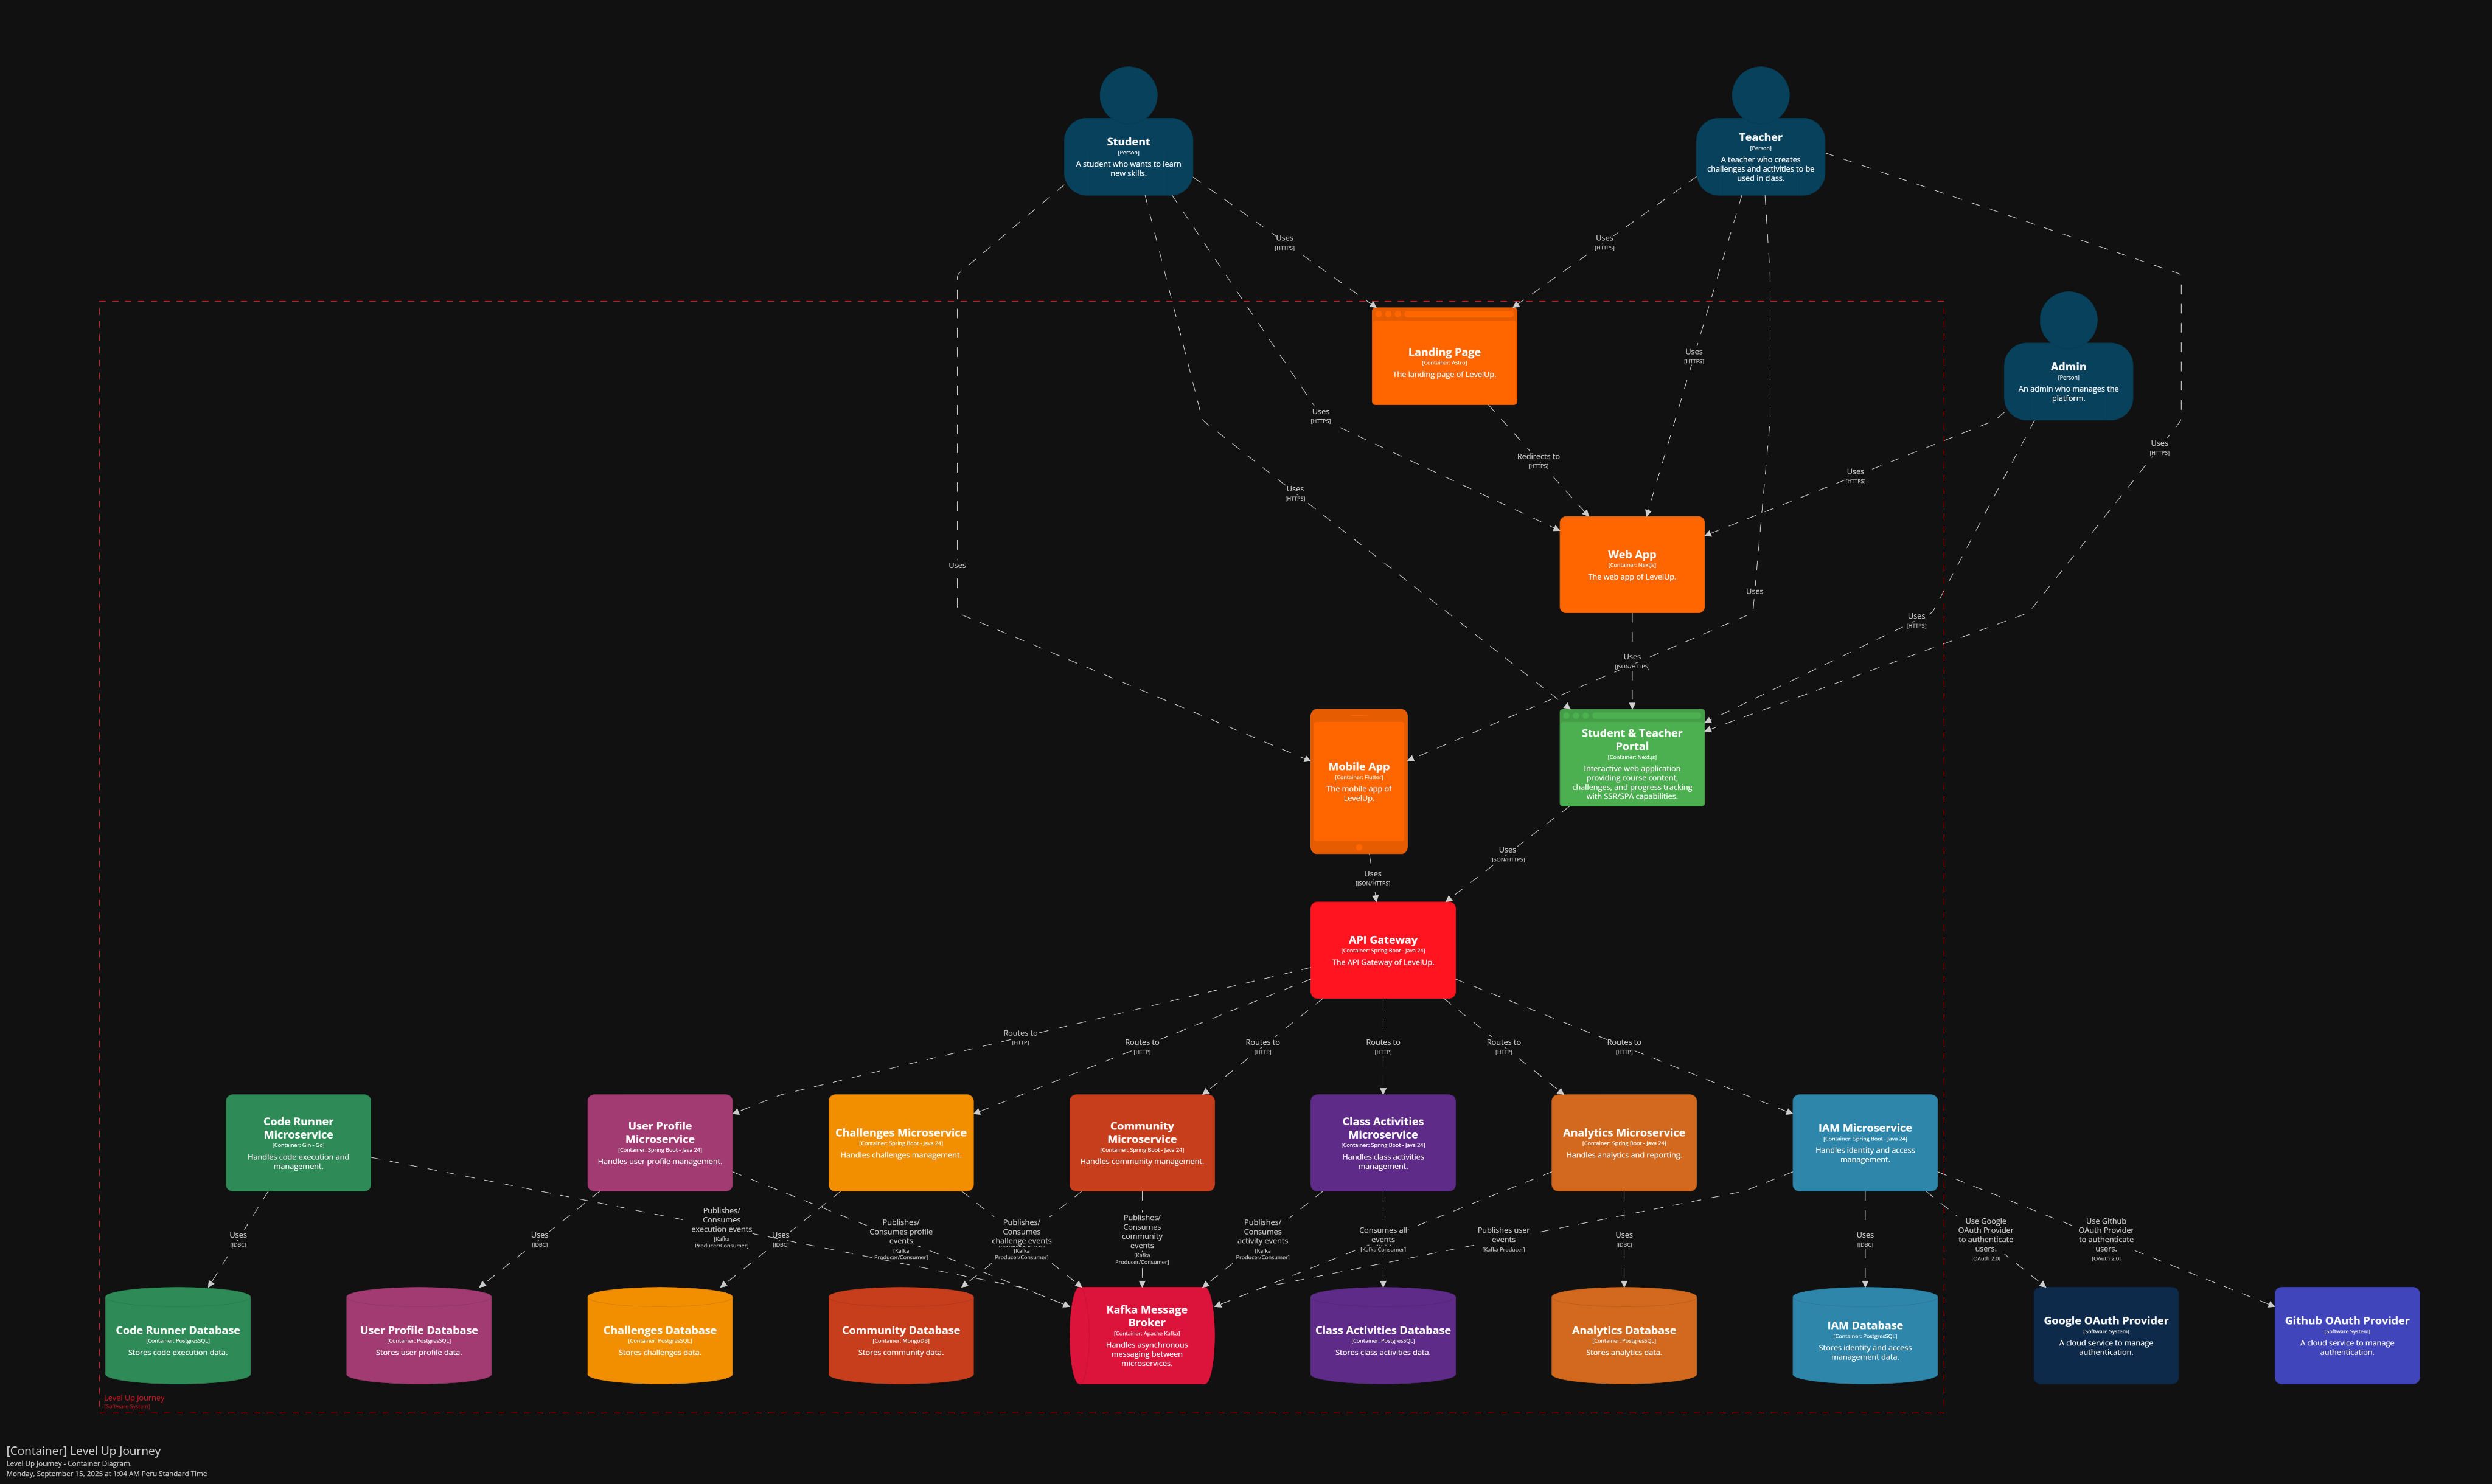 Student
[Person]
A student who wants to learn
new skills.
Teacher
[Person]
A teacher who creates
challenges and activities to be
used in class.
Uses
[HTTPS]
Uses
[HTTPS]
Landing Page
[Container: Astro]
The landing page of LevelUp.
Uses
[HTTPS]
Admin
[Person]
An admin who manages the
platform.
Uses
[HTTPS]
Uses
[HTTPS]
Redirects to
[HTTPS]
Uses
[HTTPS]
Uses
[HTTPS]
Web App
[Container: NextJs]
The web app of LevelUp.
Uses
Uses
Uses
[HTTPS]
Uses
[JSON/HTTPS]
Mobile App
[Container: Flutter]
The mobile app of
LevelUp.
Student & Teacher
Portal
[Container: Next.js]
Interactive web application
providing course content,
challenges, and progress tracking
with SSR/SPA capabilities.
Uses
[JSON/HTTPS]
Uses
[JSON/HTTPS]
API Gateway
[Container: Spring Boot - Java 24]
The API Gateway of LevelUp.
Routes to
[HTTP]
Routes to
[HTTP]
Routes to
[HTTP]
Routes to
[HTTP]
Routes to
[HTTP]
Routes to
[HTTP]
Code Runner
Microservice
[Container: Gin - Go]
Handles code execution and
management.
User Profile
Microservice
[Container: Spring Boot - Java 24]
Handles user profile management.
Challenges Microservice
[Container: Spring Boot - Java 24]
Handles challenges management.
Community
Microservice
[Container: Spring Boot - Java 24]
Handles community management.
Class Activities
Microservice
[Container: Spring Boot - Java 24]
Handles class activities
management.
Analytics Microservice
[Container: Spring Boot - Java 24]
Handles analytics and reporting.
IAM Microservice
[Container: Spring Boot - Java 24]
Handles identity and access
management.
Uses
[JDBC]
Uses
[JDBC]
Publishes/
Consumes
execution events
[Kafka
Producer/Consumer]
Uses
[JDBC]
Publishes/
Consumes profile
events
[Kafka
Producer/Consumer]
Publishes/
Consumes
challenge events
[Kafka
Producer/Consumer]
Publishes/
Consumes
community
events
[Kafka
Producer/Consumer]
Publishes/
Consumes
activity events
[Kafka
Producer/Consumer]
Consumes all
events
[Kafka Consumer]
Publishes user
events
[Kafka Producer]
Uses
[JDBC]
Uses
[JDBC]
Use Google
OAuth Provider
to authenticate
users.
[OAuth 2.0]
Use Github
OAuth Provider
to authenticate
users.
[OAuth 2.0]
Code Runner Database
[Container: PostgresSQL]
Stores code execution data.
User Profile Database
[Container: PostgresSQL]
Stores user profile data.
Challenges Database
[Container: PostgresSQL]
Stores challenges data.
Community Database
[Container: MongoDB]
Stores community data.
Kafka Message
Broker
[Container: Apache Kafka]
Handles asynchronous
messaging between
microservices.
Class Activities Database
[Container: PostgresSQL]
Stores class activities data.
Analytics Database
[Container: PostgresSQL]
Stores analytics data.
IAM Database
[Container: PostgresSQL]
Stores identity and access
management data.
Google OAuth Provider
[Software System]
A cloud service to manage
authentication.
Github OAuth Provider
[Software System]
A cloud service to manage
authentication.
Level Up Journey
[Software System]
[Container] Level Up Journey
Level Up Journey - Container Diagram.
Monday, September 15, 2025 at 1:04 AM Peru Standard Time